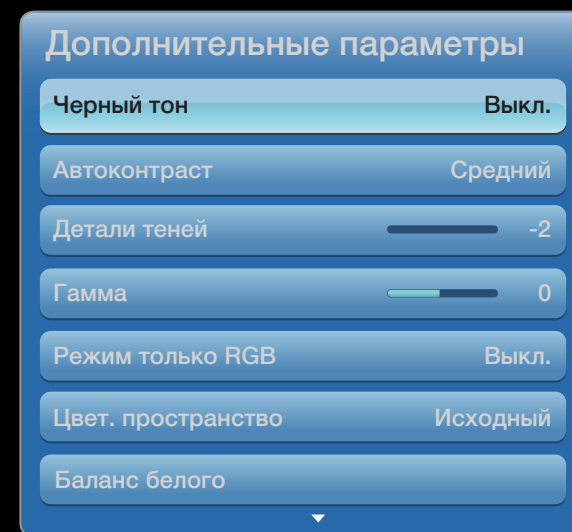 Дополнительные параметры
Черный тон Выкл.
Автоконтраст Средний
Детали теней -2
Гамма 0
Режим только RGB Выкл.
Цвет. пространство Исходный
Баланс белого